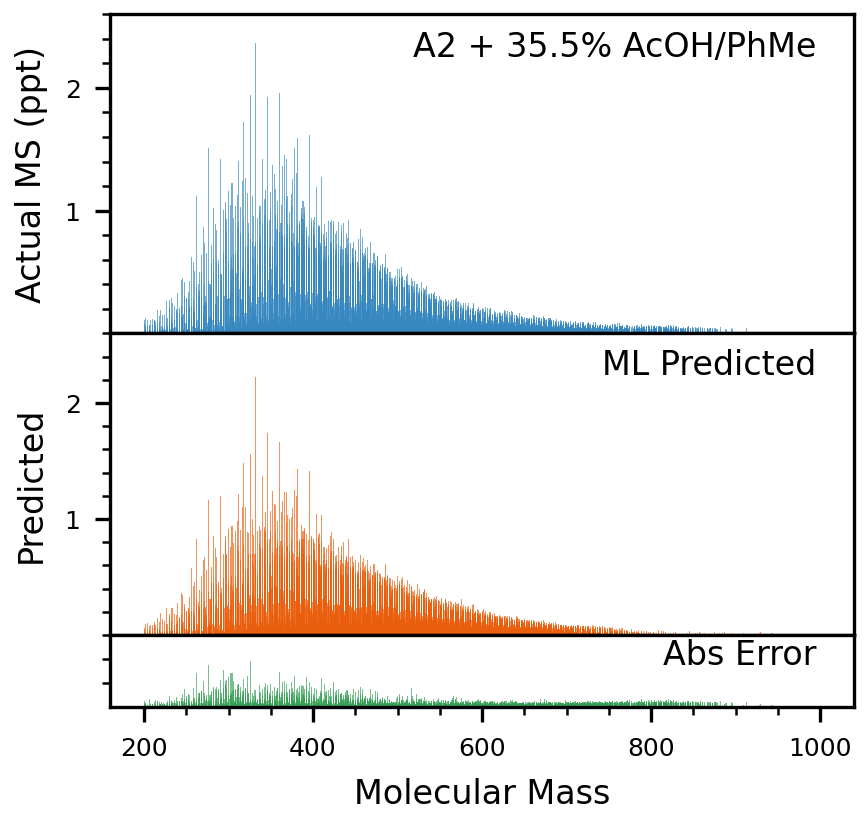 A2 + 35.5% AcOH/PhMe
Actual MS (ppt)
2
1
ML Predicted
Predicted
2
1
Abs Error
200 400 600 800 1000
Molecular Mass